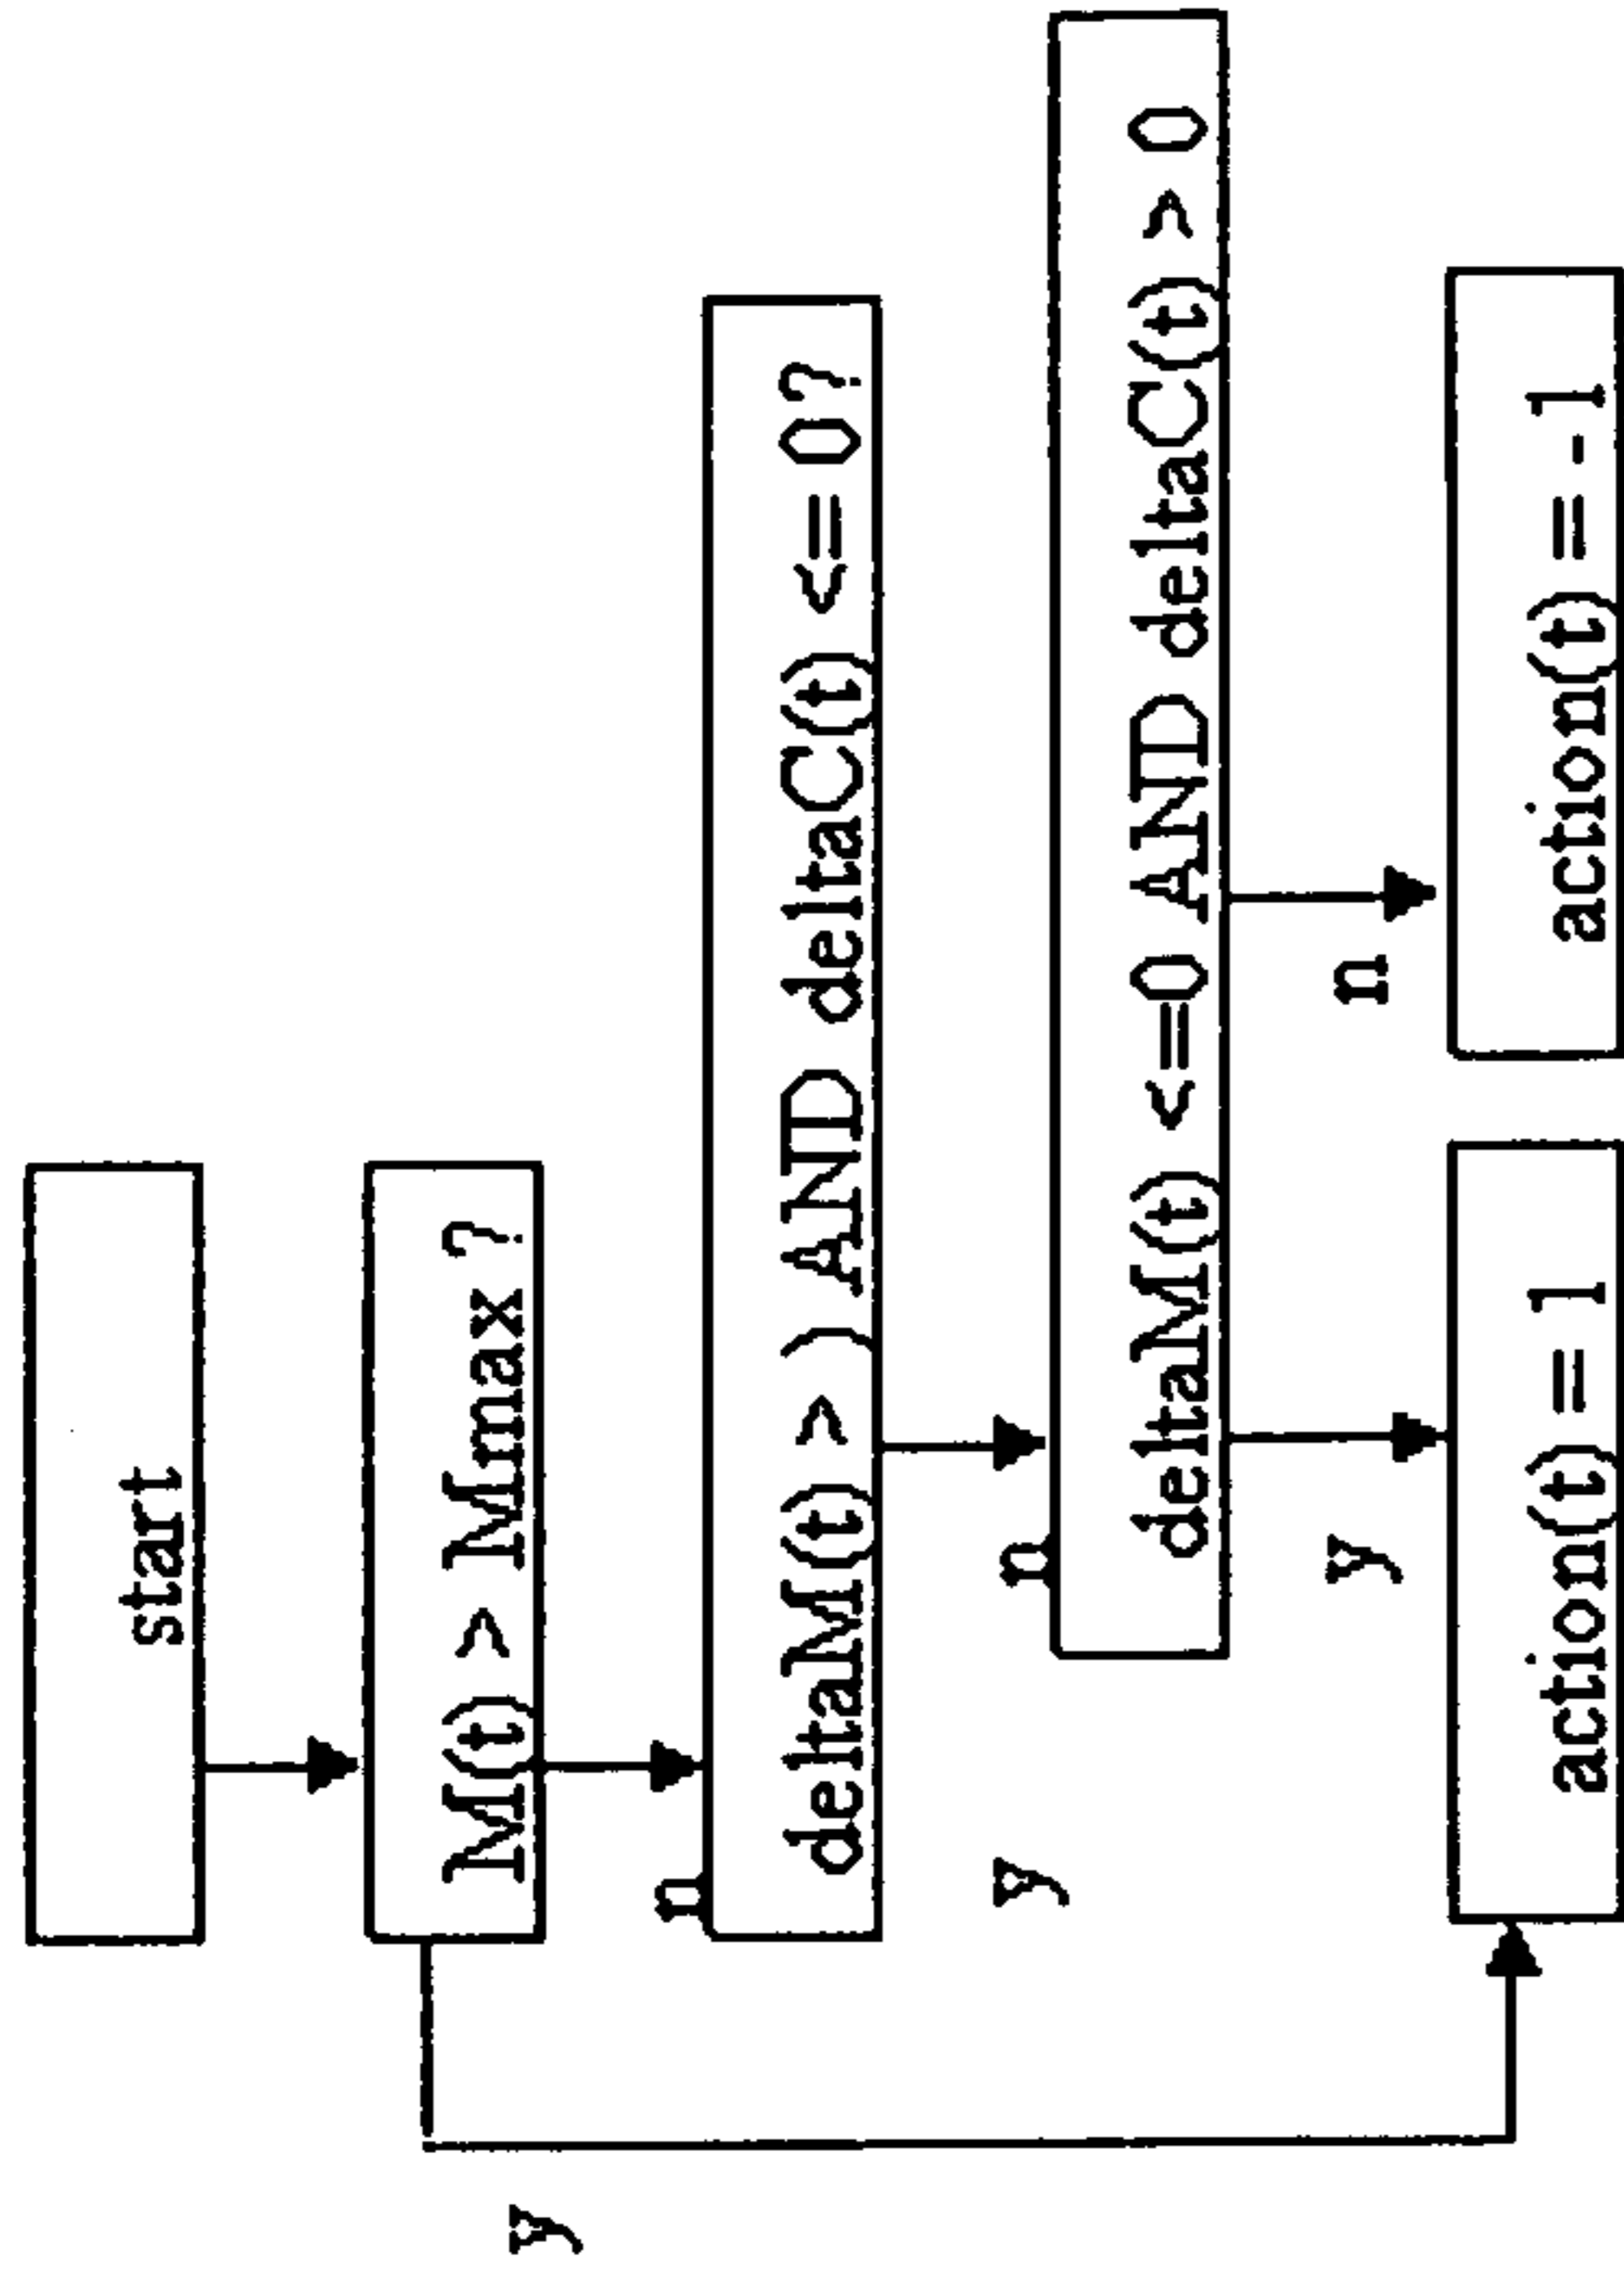 start
M(t) > Mmax ?
y
n
deltaM(t) > ) AND deltaC(t) <= 0?
y
n
deltaM(t) <=0 AND deltaC(t) > 0
y
n
action(t) = 1
action(t) = - 1